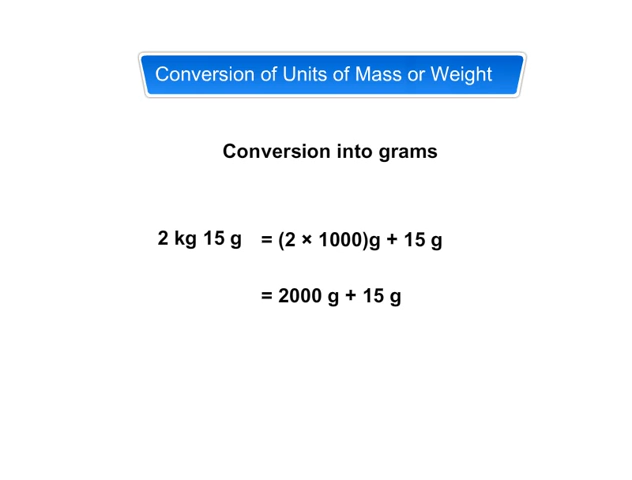 Conversion of Units of Mass or Weight
Conversion into grams
2 kg 15 g = (2 × 1000)g + 15 g
= 2000 g + 15 g